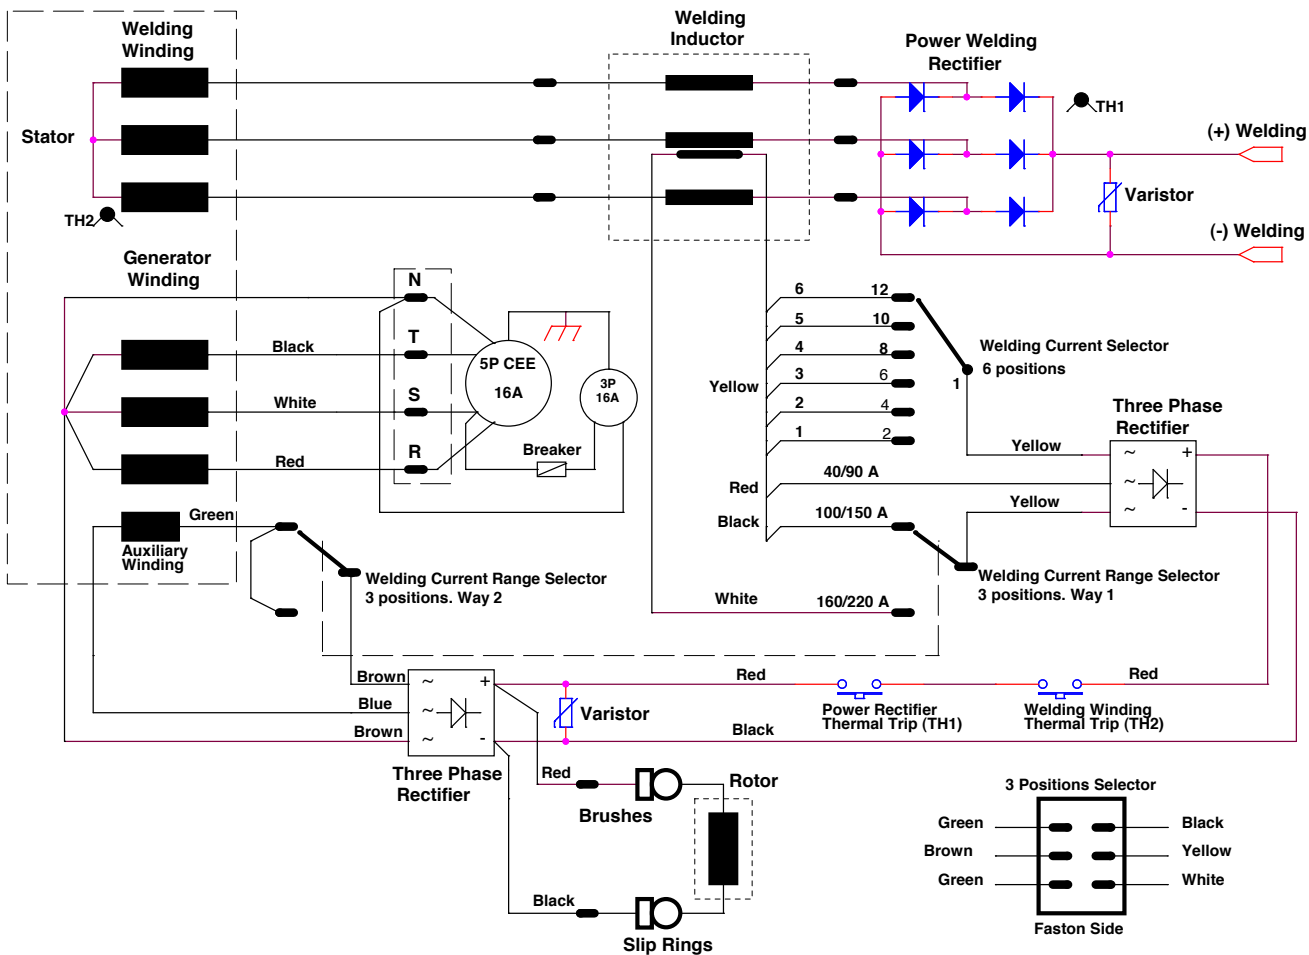 Welding
Winding
Welding
Inductor
Power Welding
Rectifier
TH1
Stator
(+) Welding
Varistor
TH2
(-) Welding
Generator
Winding
N
T
S
R
Black
White
Red
5P CEE
16A
3P
16A
Breaker
6
12
5
10
4
8
3
6
2
4
1
2
Yellow
Welding Current Selector
6 positions
1
Three Phase
Rectifier
Yellow
~
+
Red
40/90 A
~
Yellow
~
-
Black
100/150 A
Green
Auxiliary
Winding
Welding Current Range Selector
3 positions. Way 2
Welding Current Range Selector
3 positions. Way 1
White
160/220 A
Brown
~
+
Blue
~
Brown
~
-
Varistor
Red
Red
Power Rectifier
Thermal Trip (TH1)
Welding Winding
Thermal Trip (TH2)
Black
Three Phase
Rectifier
Red
Brushes
Rotor
Black
Slip Rings
3 Positions Selector
Green
Black
Brown
Yellow
Green
White
Faston Side